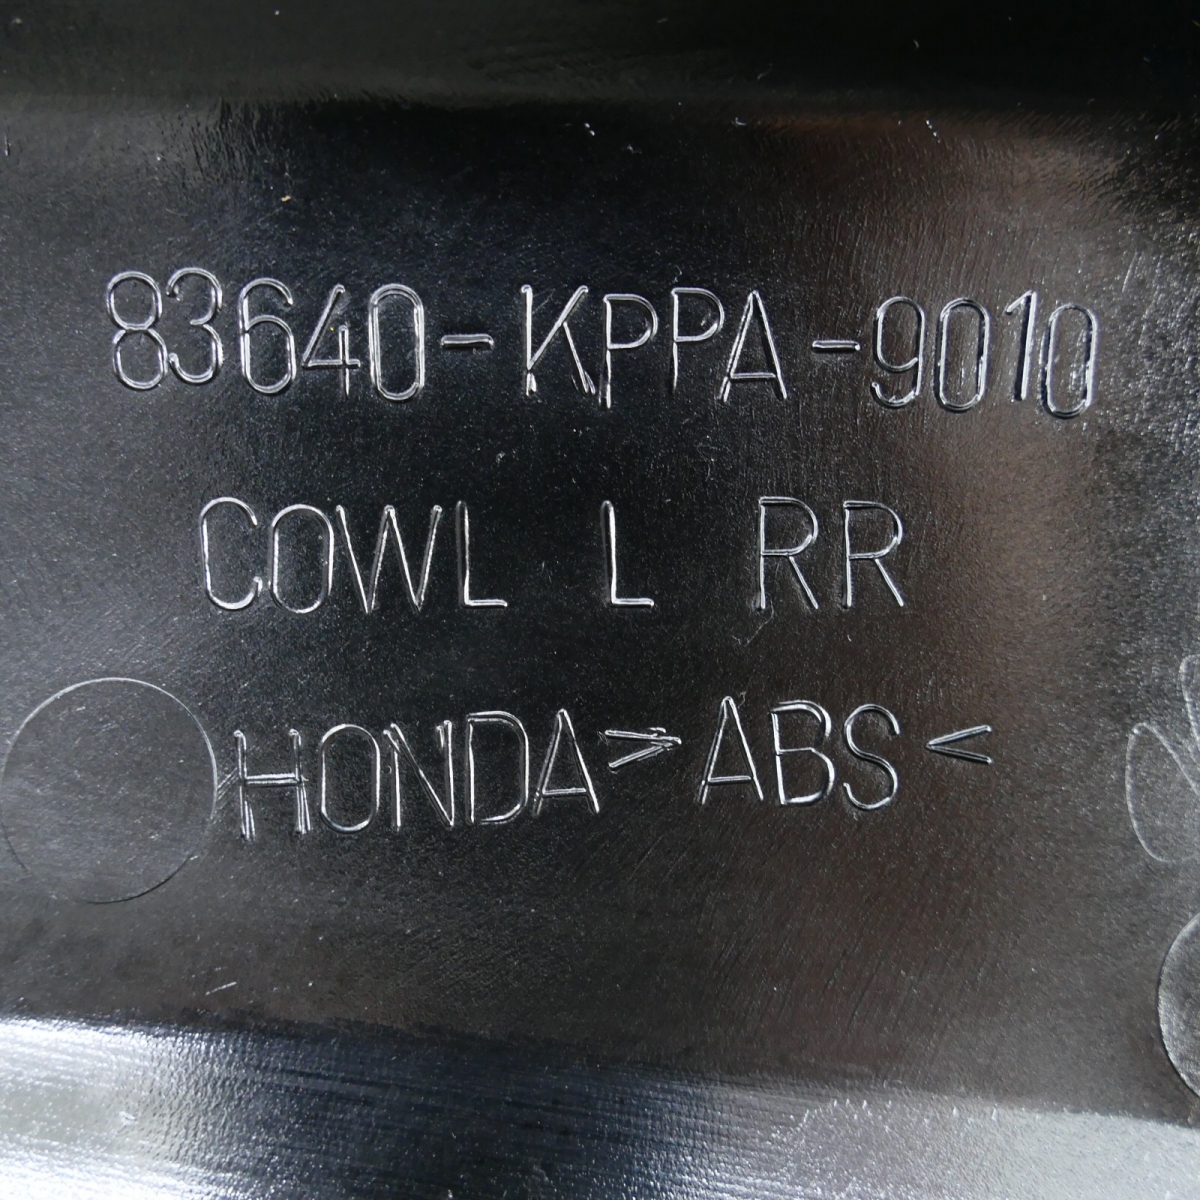 83640-KPPA-9010
COWL L RR
HONDA >ABS<